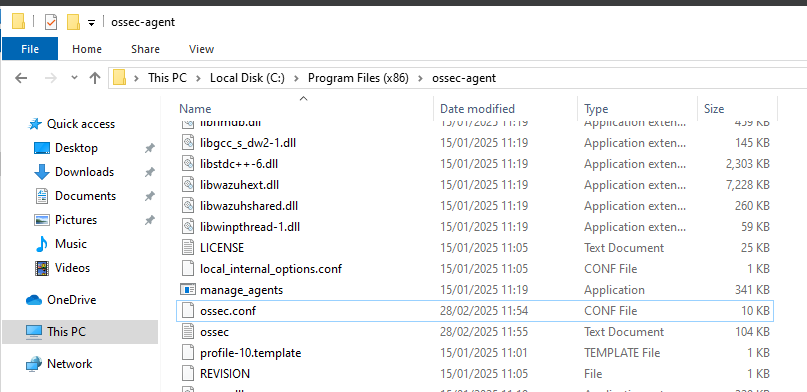 ossec-agent
File Home Share View
This PC Local Disk (C:) Program Files (x86) ossec-agent
Name Date modified Type Size
libfimdb.dll 15/01/2025 11:19 Application exten... 459 KB
Quick access
libgcc_s_dw2-1.dll 15/01/2025 11:19 Application exten... 145 KB
Desktop
libstdc++-6.dll 15/01/2025 11:19 Application exten... 2,303 KB
Downloads
libwazuhext.dll 15/01/2025 11:19 Application exten... 7,228 KB
Documents
libwazuhshared.dll 15/01/2025 11:19 Application exten... 260 KB
Pictures
libwinpthread-1.dll 15/01/2025 11:19 Application exten... 59 KB
Music
LICENSE 15/01/2025 11:05 Text Document 25 KB
Videos
local_internal_options.conf 15/01/2025 11:05 CONF File 1 KB
manage_agents 15/01/2025 11:19 Application 341 KB
OneDrive
ossec.conf 28/02/2025 11:54 CONF File 10 KB
This PC
ossec 28/02/2025 11:55 Text Document 104 KB
profile-10.template 15/01/2025 11:01 TEMPLATE File 1 KB
Network
REVISION 15/01/2025 11:05 File 1 KB